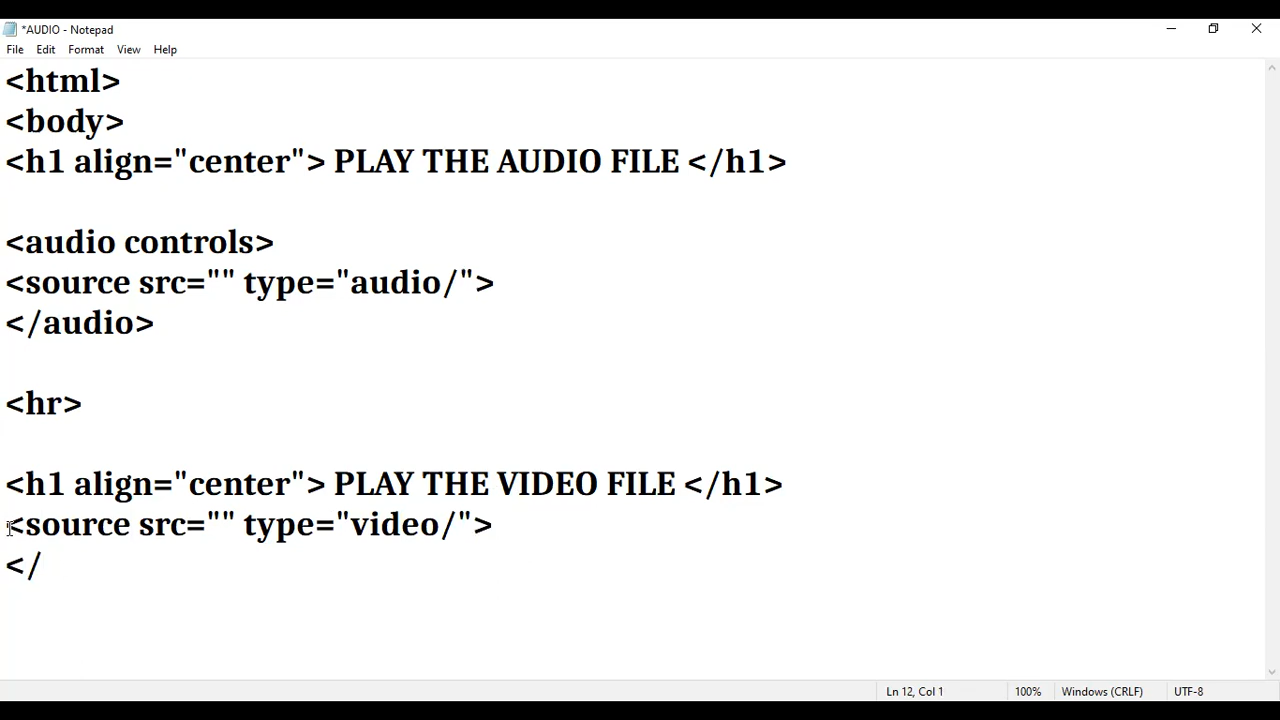 *AUDIO - Notepad
File Edit Format View Help
<html>
<body>
<h1 align="center"> PLAY THE AUDIO FILE </h1>
<audio controls>
<source src="" type="audio/">
</audio>
<hr>
<h1 align="center"> PLAY THE VIDEO FILE </h1>
<source src="" type="video/">
</
Ln 12, Col 1 100% Windows (CRLF) UTF-8